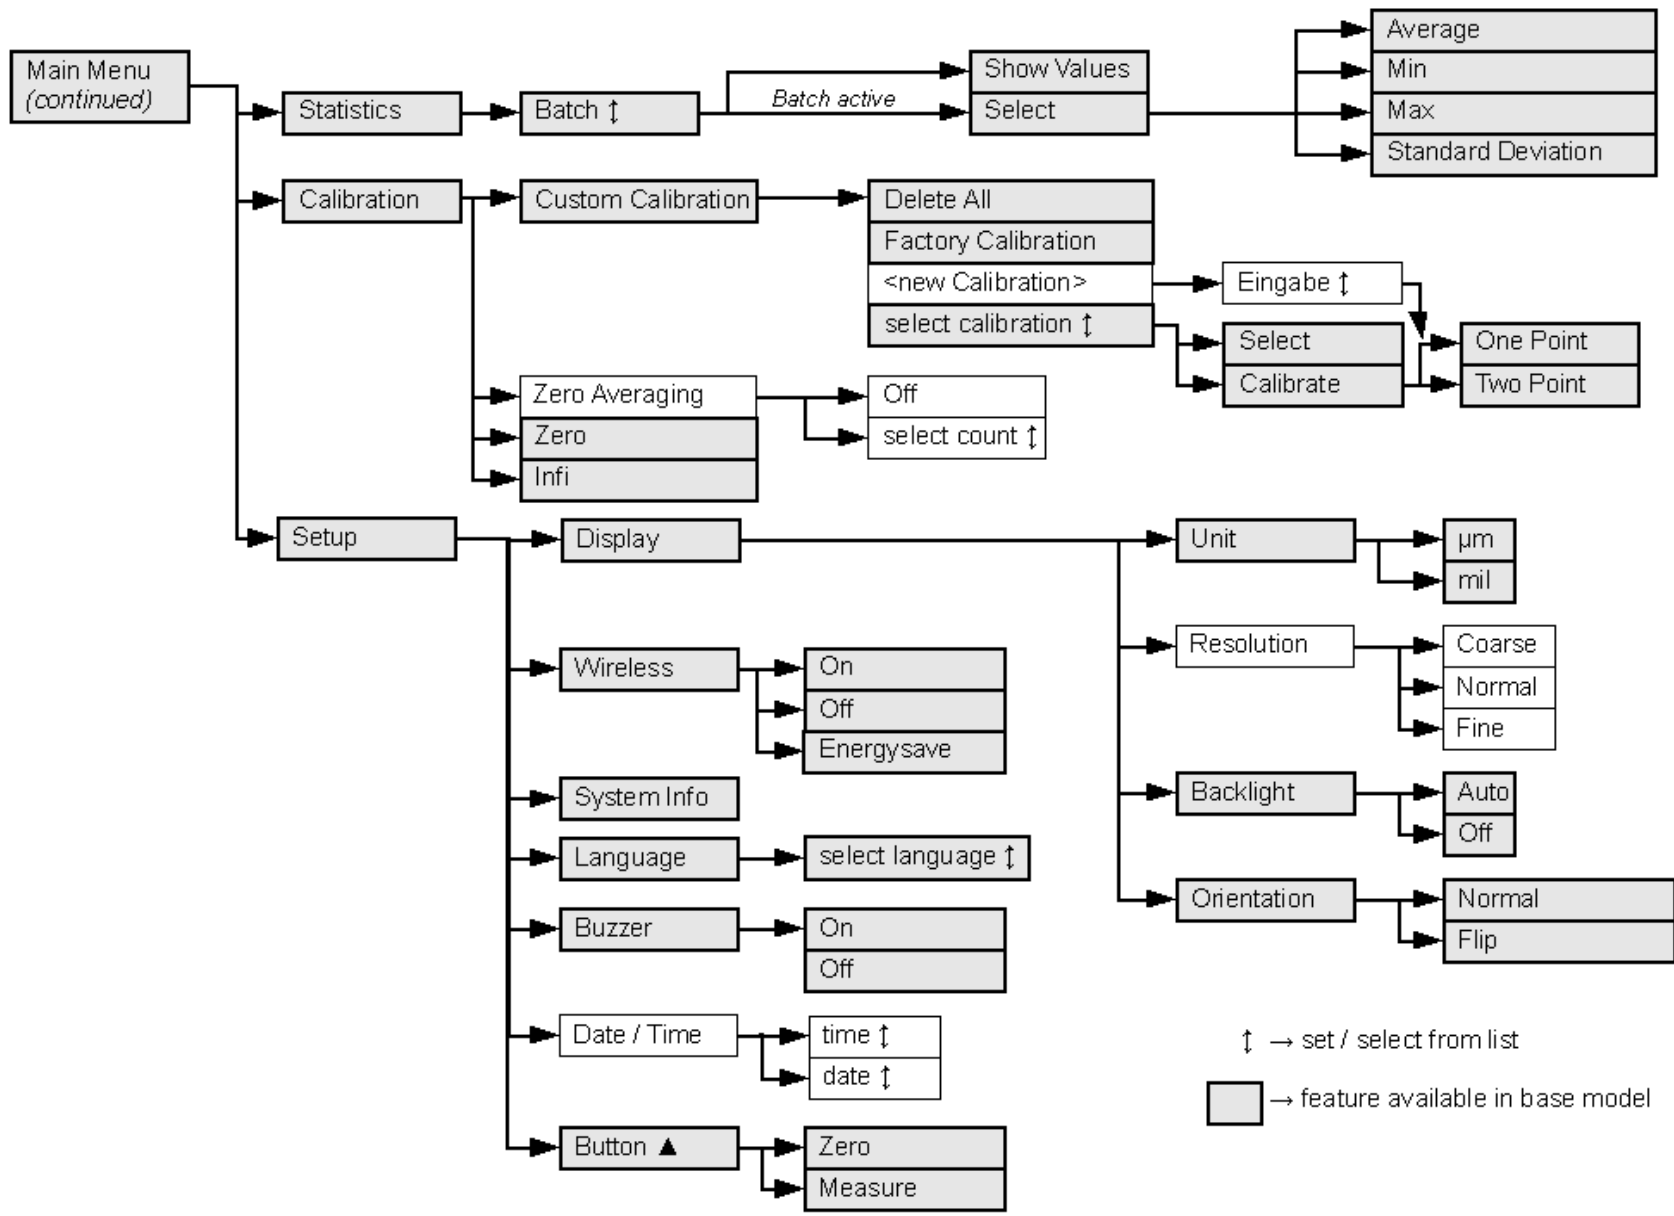 Main Menu
(continued)
Statistics
Batch ↕
Batch active
Show Values
Select
Average
Min
Max
Standard Deviation
Calibration
Custom Calibration
Delete All
Factory Calibration
<new Calibration>
select calibration ↕
Eingabe ↕
Select
Calibrate
One Point
Two Point
Zero Averaging
Zero
Infi
Off
select count ↕
Setup
Display
Unit
µm
mil
Resolution
Coarse
Normal
Fine
Backlight
Auto
Off
Orientation
Normal
Flip
Wireless
On
Off
Energysave
System Info
Language
select language ↕
Buzzer
On
Off
Date / Time
time ↕
date ↕
Button ▲
Zero
Measure
↕ → set / select from list
→ feature available in base model